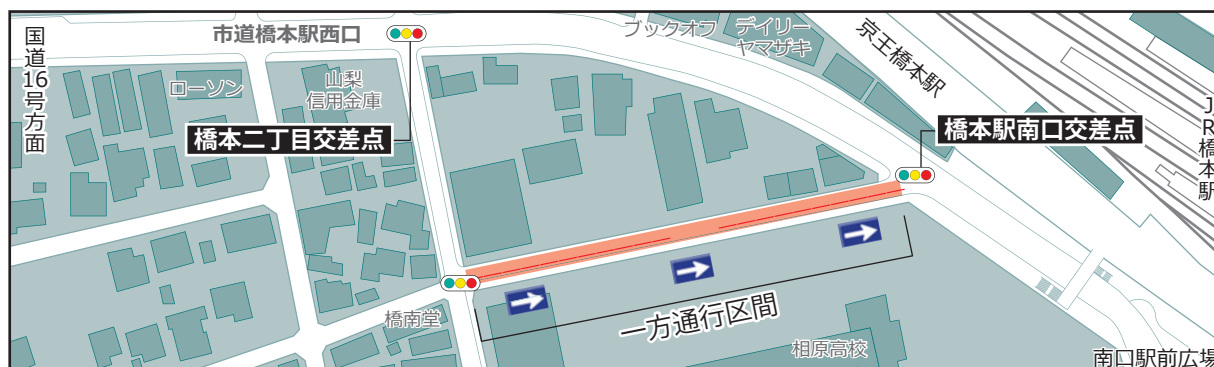 国道16号方面
市道橋本駅西口
ブックオフ
デイリー
ヤマザキ
京王橋本駅
JR橋本駅
ローソン
山梨
信用金庫
橋本二丁目交差点
橋本駅南口交差点
一方通行区間
橋南堂
相原高校
南口駅前広場